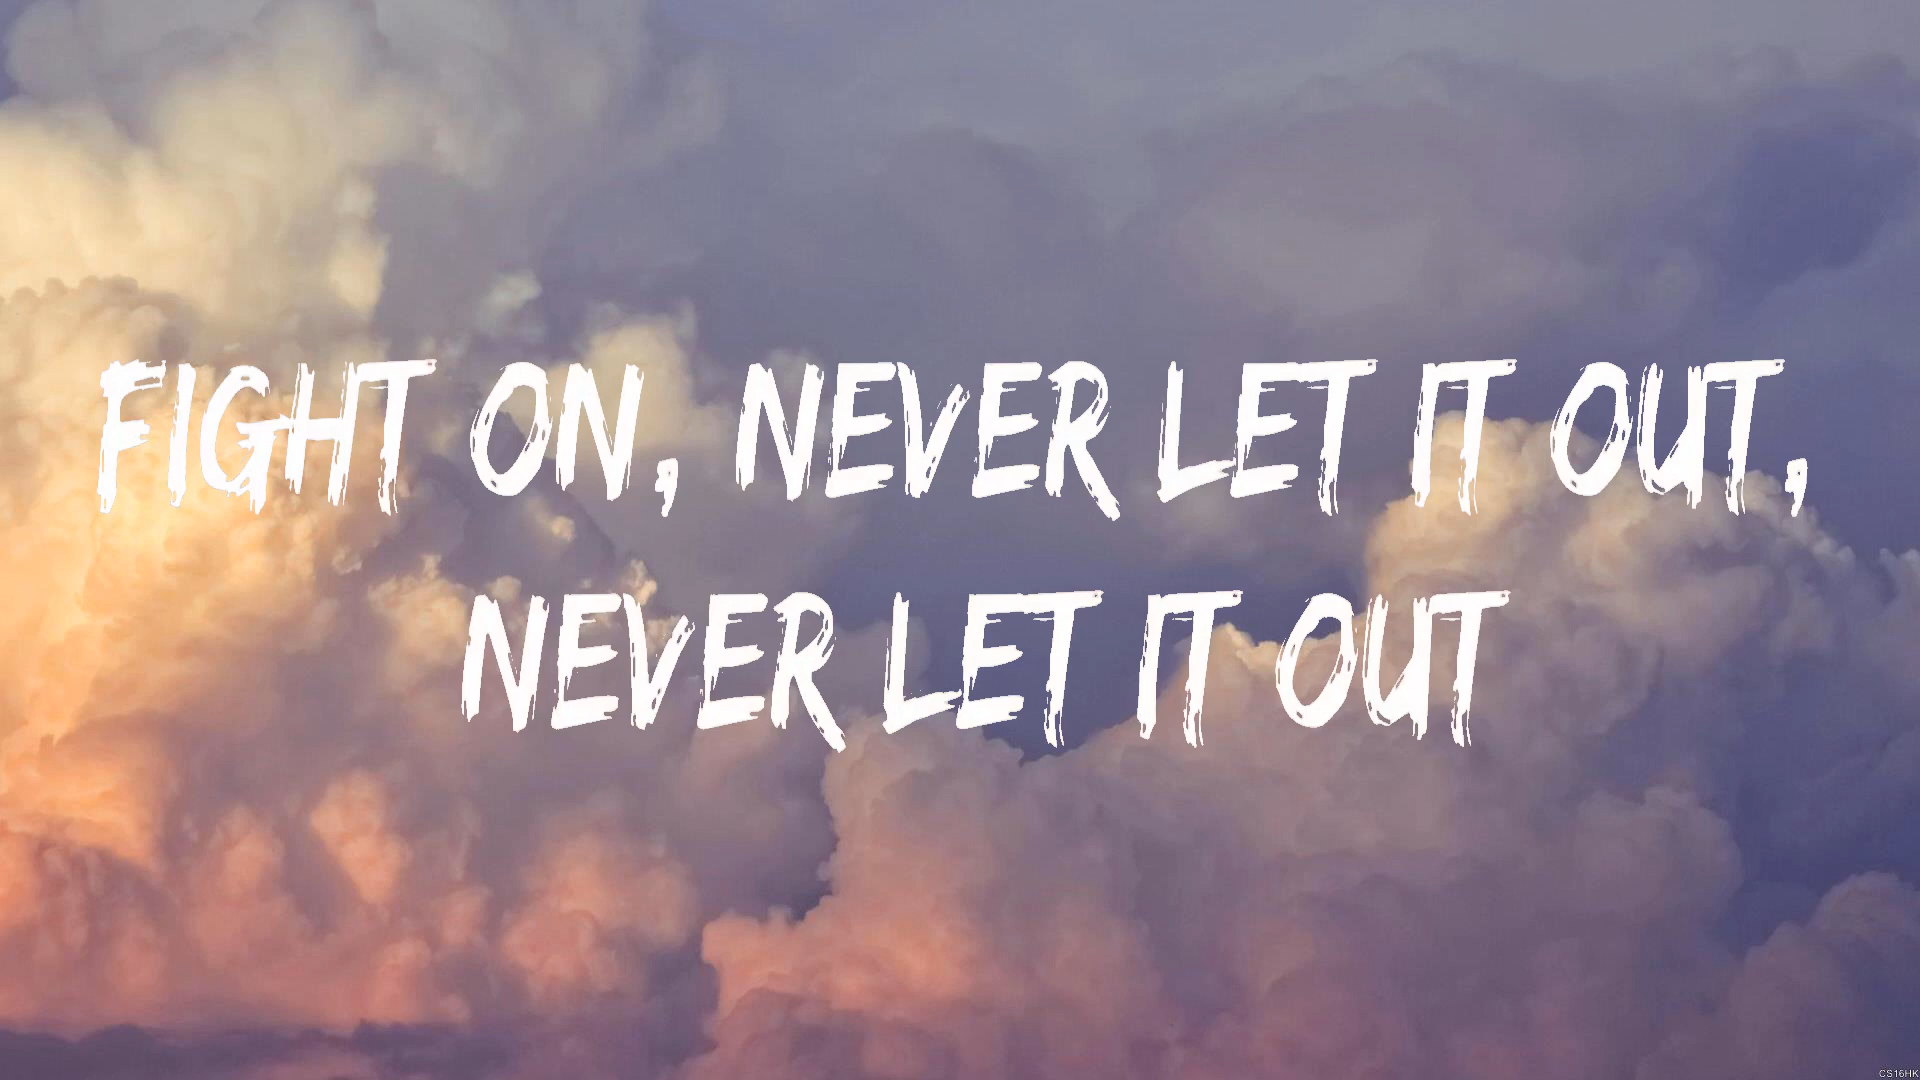 FIGHT ON, NEVER LET IT OUT,
NEVER LET IT OUT
CS16HK